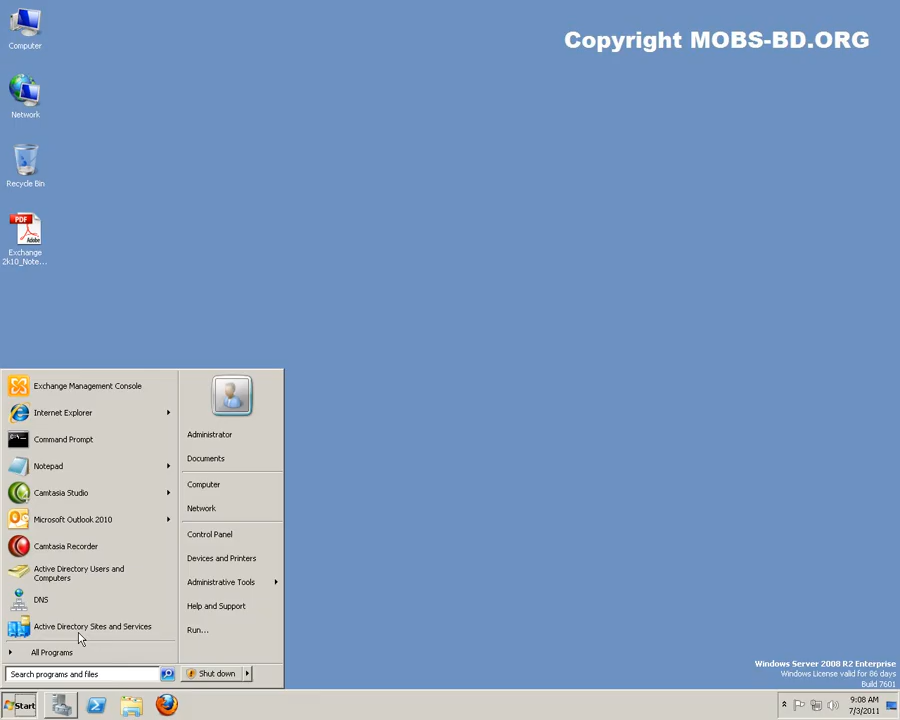 Computer
Copyright MOBS-BD.ORG
Network
Recycle Bin
PDF
Adobe
Exchange
2k10_Note...
Exchange Management Console
Internet Explorer
Command Prompt
Notepad
Camtasia Studio
Microsoft Outlook 2010
Camtasia Recorder
Active Directory Users and
Computers
DNS
Active Directory Sites and Services
All Programs
Search programs and files
Administrator
Documents
Computer
Network
Control Panel
Devices and Printers
Administrative Tools
Help and Support
Run...
Shut down
Windows Server 2008 R2 Enterprise
Windows License valid for 86 days
Build 7601
Start
9:08 AM
7/3/2011